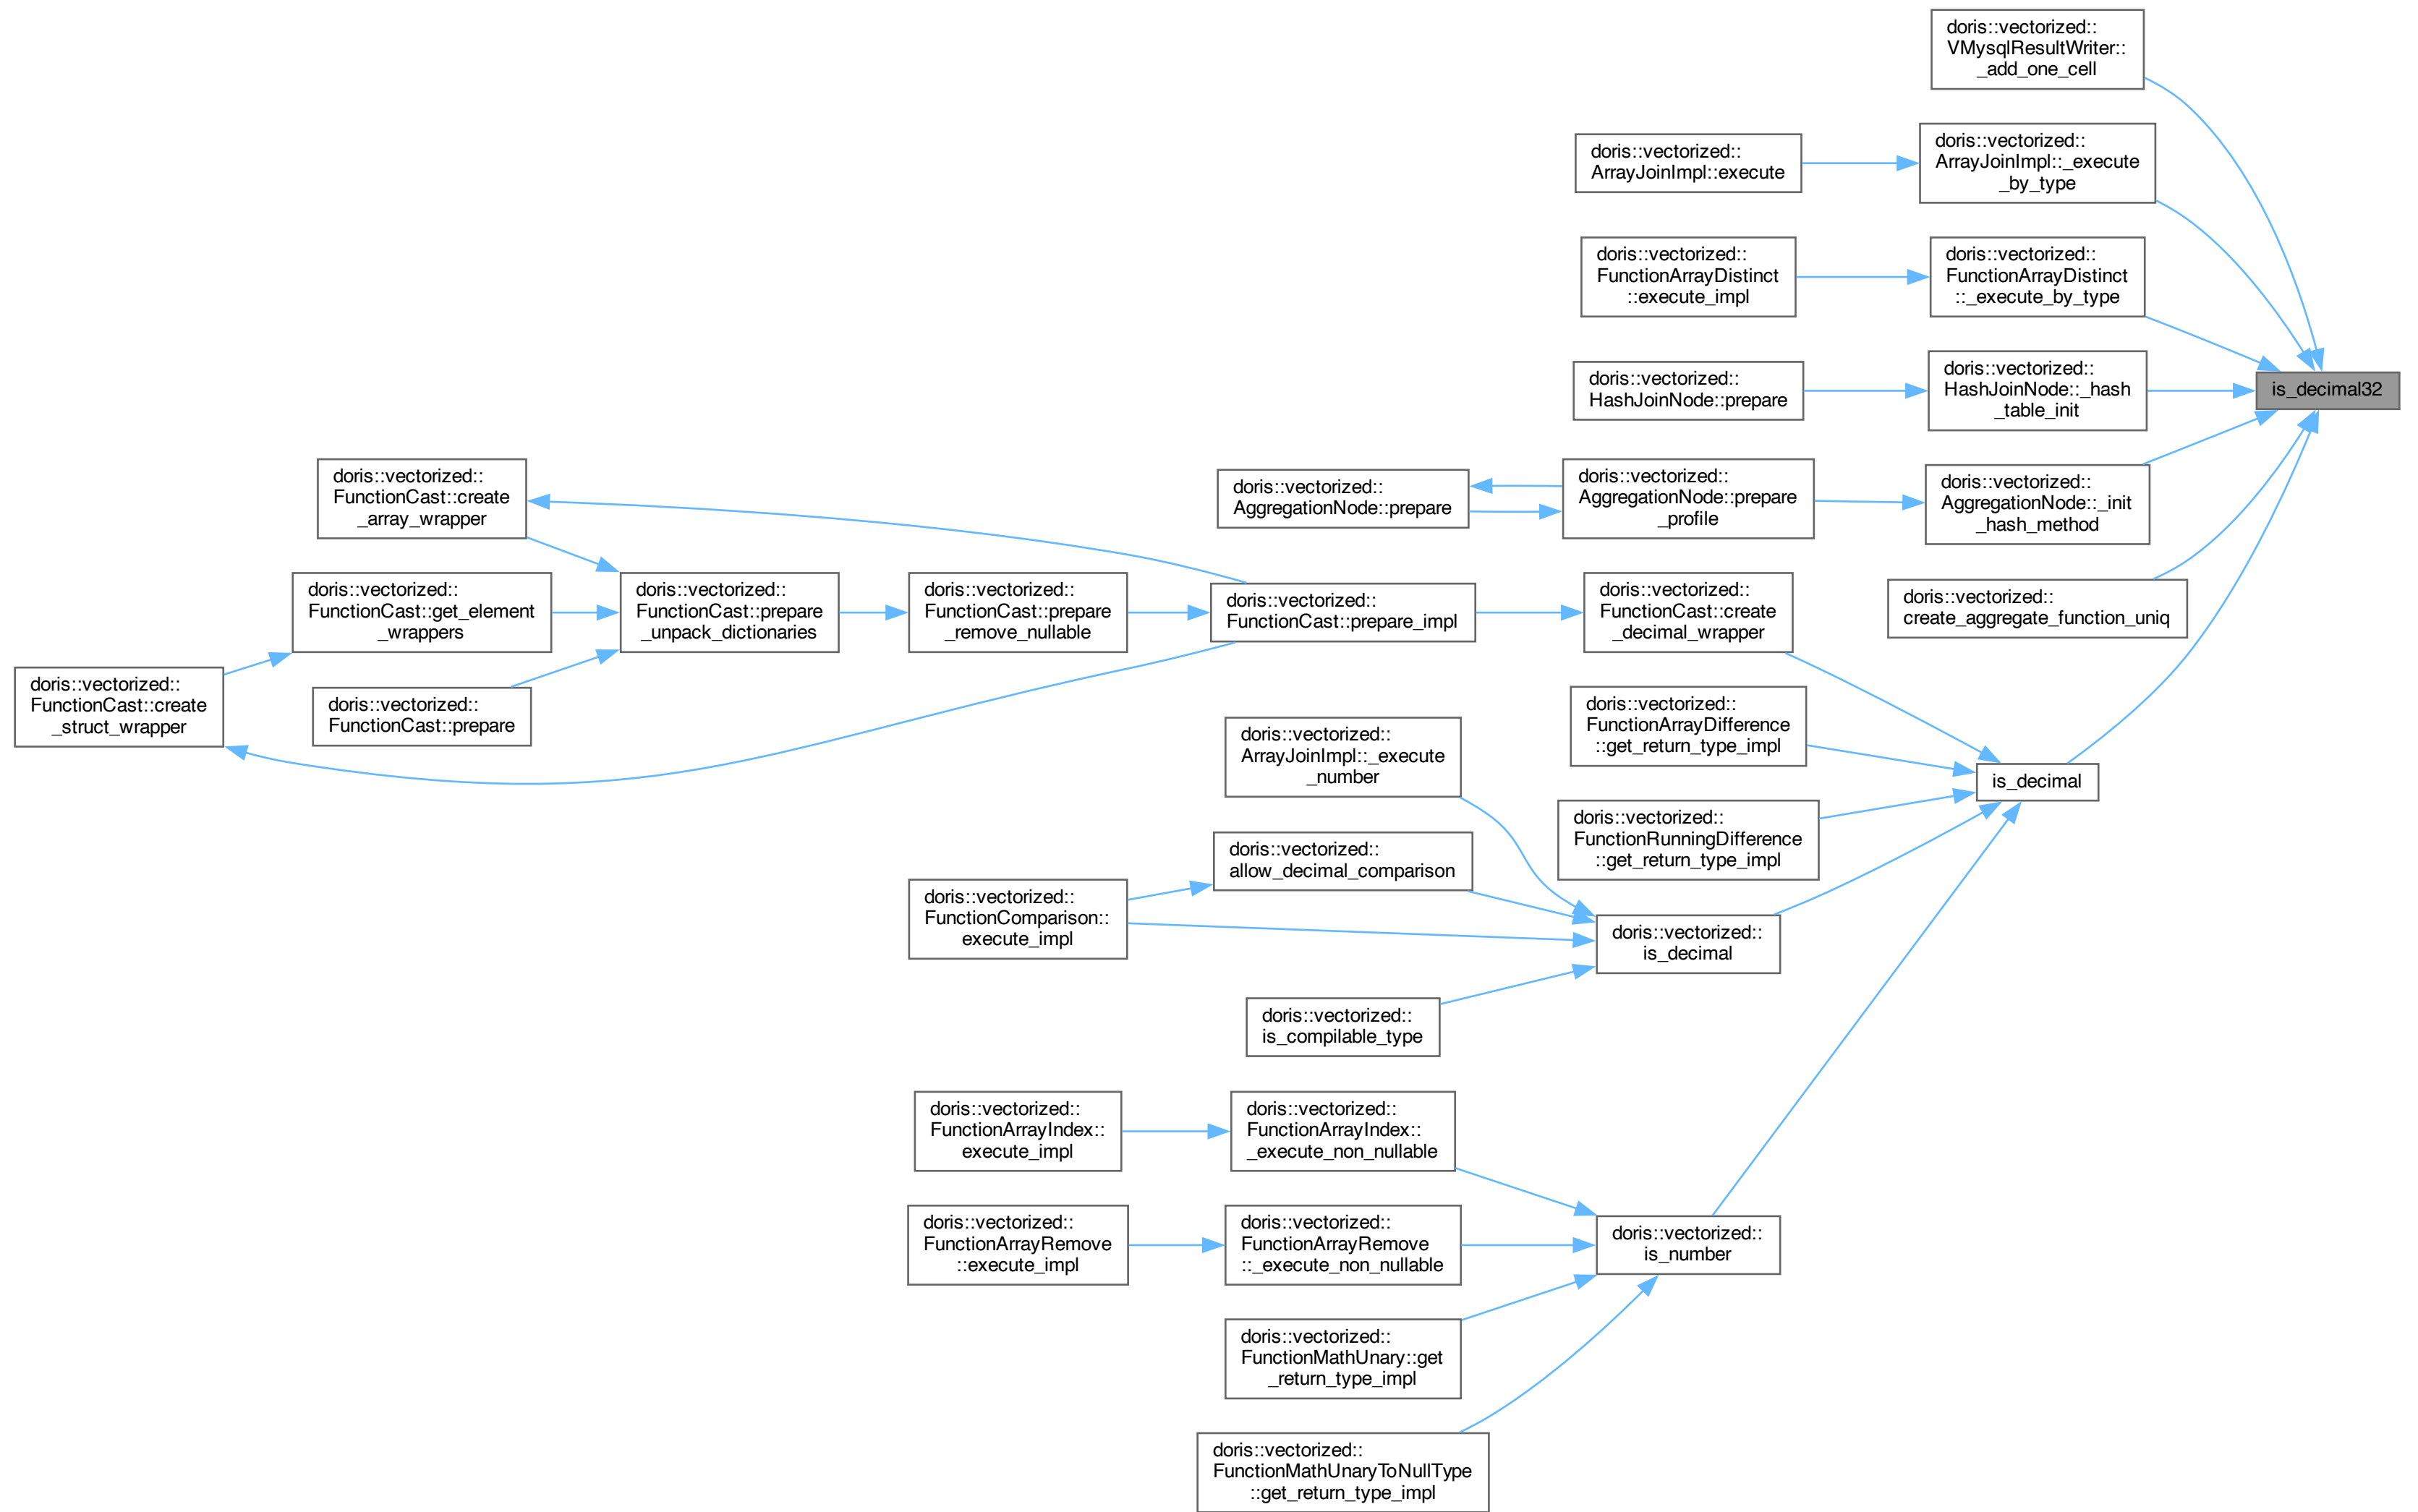 doris::vectorized::
VMysqlResultWriter::
_add_one_cell
doris::vectorized::
ArrayJoinImpl::execute
doris::vectorized::
ArrayJoinImpl::_execute
_by_type
doris::vectorized::
FunctionArrayDistinct
::execute_impl
doris::vectorized::
FunctionArrayDistinct
::_execute_by_type
doris::vectorized::
HashJoinNode::prepare
doris::vectorized::
HashJoinNode::_hash
_table_init
is_decimal32
doris::vectorized::
FunctionCast::create
_array_wrapper
doris::vectorized::
AggregationNode::prepare
doris::vectorized::
AggregationNode::prepare
_profile
doris::vectorized::
AggregationNode::_init
_hash_method
doris::vectorized::
FunctionCast::get_element
_wrappers
doris::vectorized::
FunctionCast::prepare
_unpack_dictionaries
doris::vectorized::
FunctionCast::prepare
_remove_nullable
doris::vectorized::
FunctionCast::prepare_impl
doris::vectorized::
FunctionCast::create
_decimal_wrapper
doris::vectorized::
create_aggregate_function_uniq
doris::vectorized::
FunctionCast::create
_struct_wrapper
doris::vectorized::
FunctionCast::prepare
doris::vectorized::
FunctionArrayDifference
::get_return_type_impl
doris::vectorized::
ArrayJoinImpl::_execute
_number
is_decimal
doris::vectorized::
FunctionRunningDifference
::get_return_type_impl
doris::vectorized::
allow_decimal_comparison
doris::vectorized::
FunctionComparison::
execute_impl
doris::vectorized::
is_decimal
doris::vectorized::
is_compilable_type
doris::vectorized::
FunctionArrayIndex::
execute_impl
doris::vectorized::
FunctionArrayIndex::
_execute_non_nullable
doris::vectorized::
FunctionArrayRemove
::execute_impl
doris::vectorized::
FunctionArrayRemove
::_execute_non_nullable
doris::vectorized::
is_number
doris::vectorized::
FunctionMathUnary::get
_return_type_impl
doris::vectorized::
FunctionMathUnaryToNullType
::get_return_type_impl